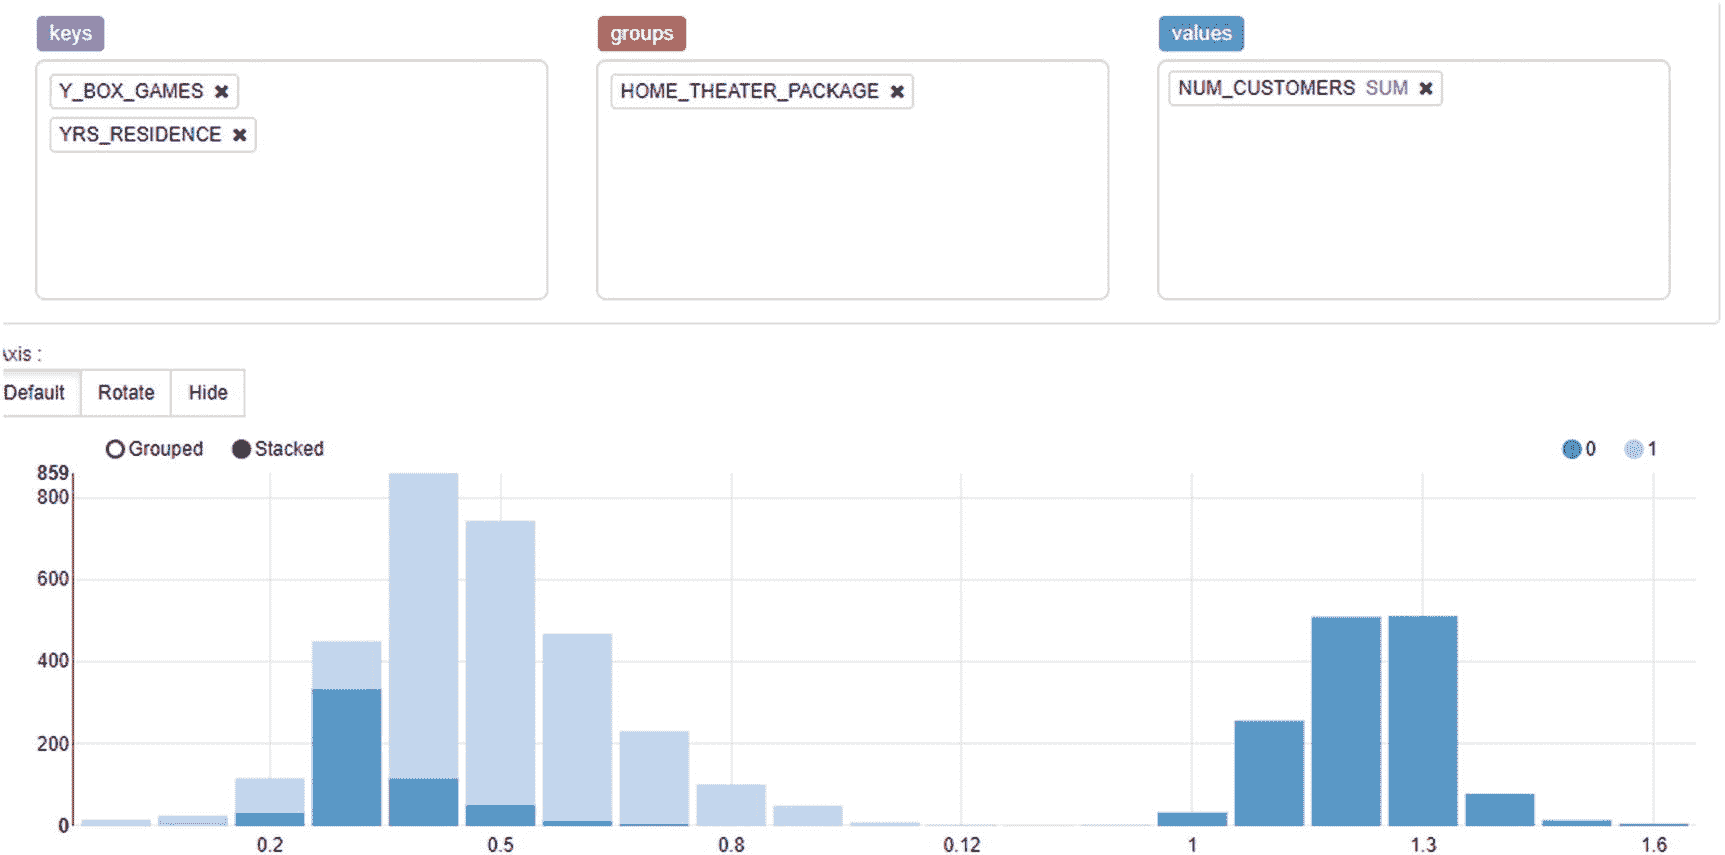 keys groups values
Y_BOX_GAMES ✖ HOME_THEATER_PACKAGE ✖ NUM_CUSTOMERS SUM ✖
YRS_RESIDENCE ✖
xis :
Default Rotate Hide
Grouped Stacked 0 1
859
800
600
400
200
0
0.2 0.5 0.8 0.12 1 1.3 1.6